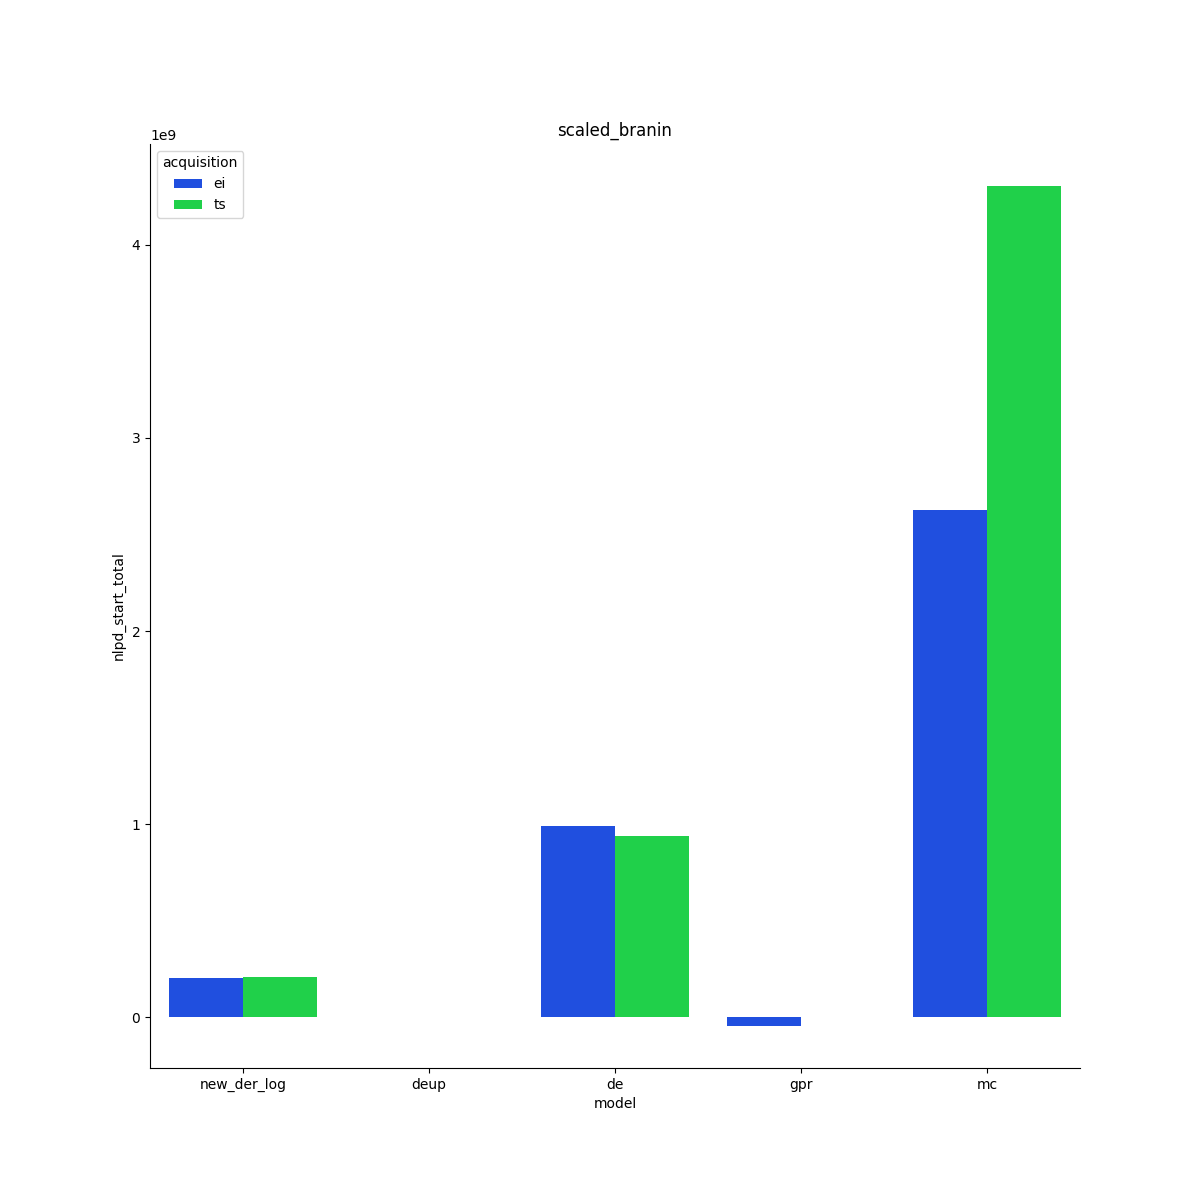 scaled_branin
1e9
acquisition
ei
ts
4
3
2
1
0
nlpd_start_total
new_der_log deup de gpr mc
model